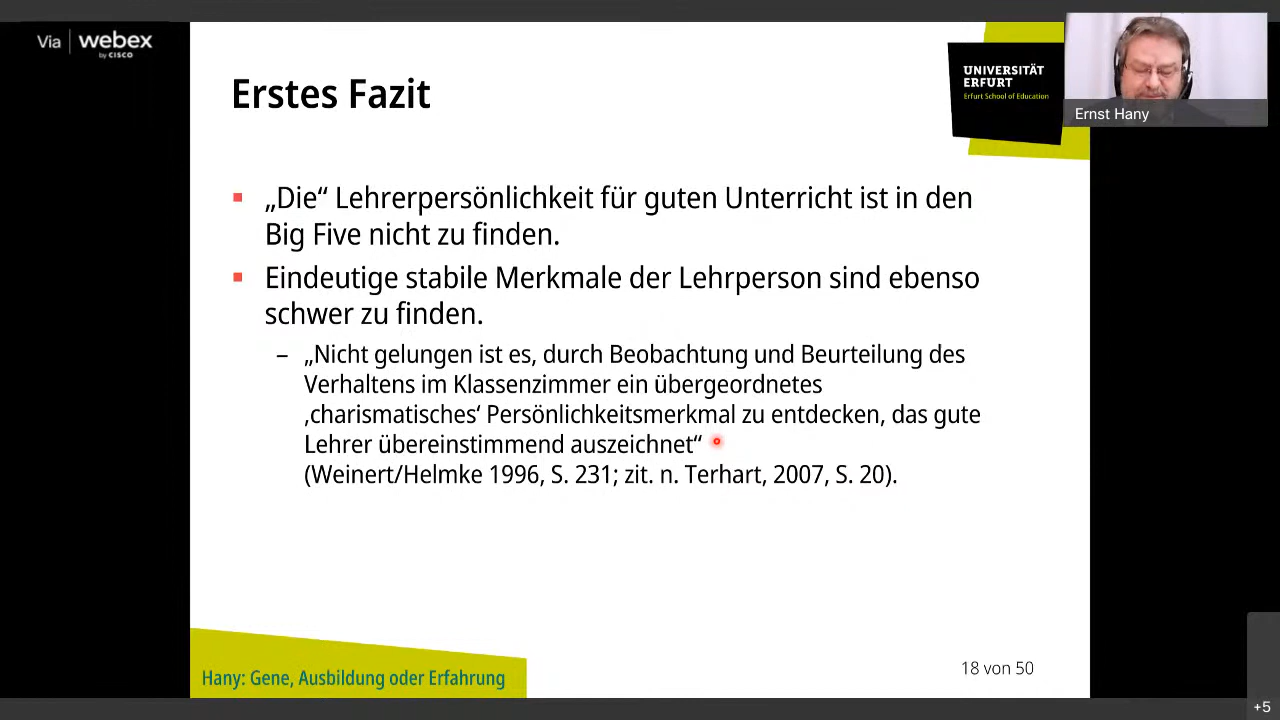 Via webex
by CISCO
Erstes Fazit
UNIVERSITÄT
ERFURT
Erfurt School of Education
Ernst Hany
„Die“ Lehrerpersönlichkeit für guten Unterricht ist in den
Big Five nicht zu finden.
Eindeutige stabile Merkmale der Lehrperson sind ebenso
schwer zu finden.
– „Nicht gelungen ist es, durch Beobachtung und Beurteilung des
Verhaltens im Klassenzimmer ein übergeordnetes
‚charismatisches‘ Persönlichkeitsmerkmal zu entdecken, das gute
Lehrer übereinstimmend auszeichnet“
(Weinert/Helmke 1996, S. 231; zit. n. Terhart, 2007, S. 20).
Hany: Gene, Ausbildung oder Erfahrung
18 von 50
+5